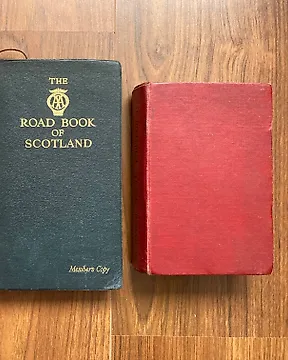 THE
AA
ROAD BOOK
OF
SCOTLAND
Member's Copy